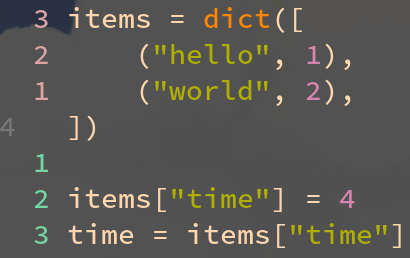 3 items = dict([
2     ("hello", 1),
1     ("world", 2),
4 ])
1
2 items["time"] = 4
3 time = items["time"]